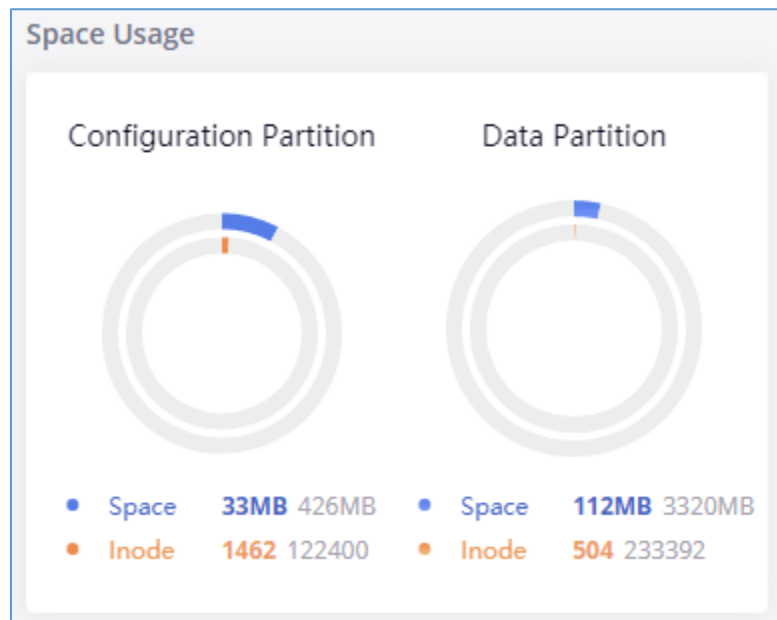 Space Usage
Configuration Partition
Space 33MB 426MB
Inode 1462 122400
Data Partition
Space 112MB 3320MB
Inode 504 233392